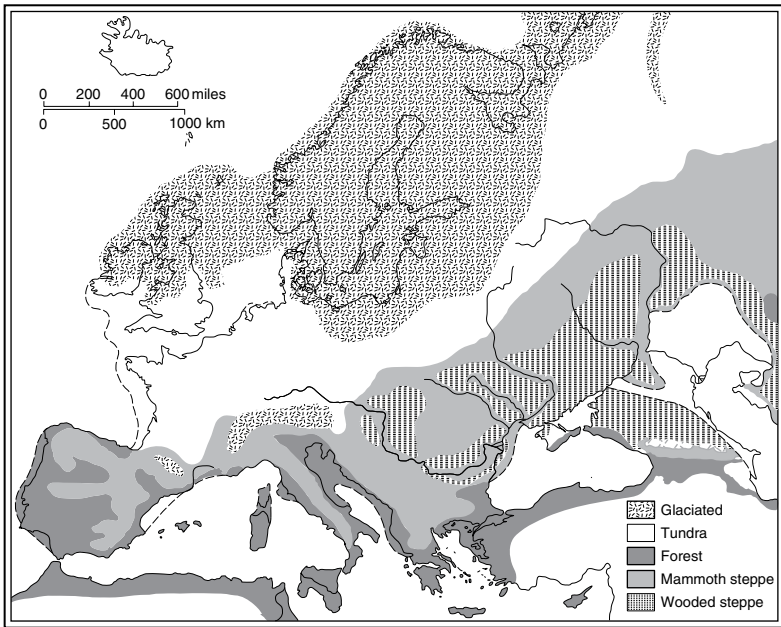 0 200 400 600 miles
0 500 1000 km
Glaciated
Tundra
Forest
Mammoth steppe
Wooded steppe